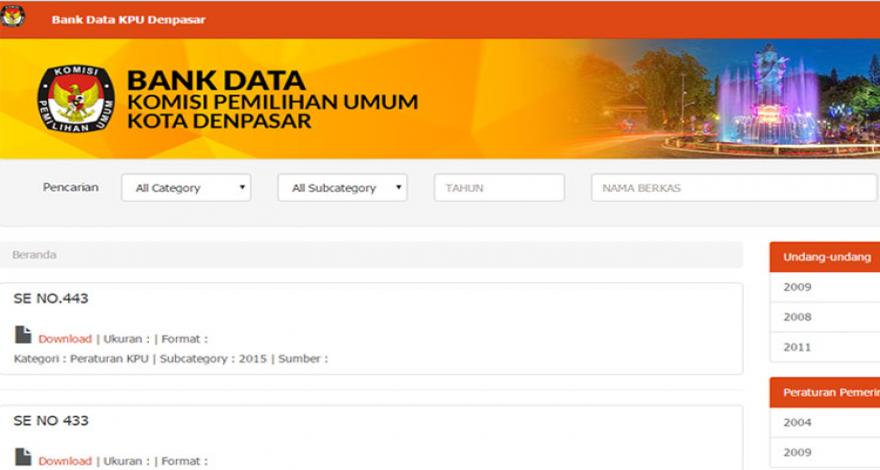 Bank Data KPU Denpasar
KOMISI
PEMILIHAN UMUM
BANK DATA
KOMISI PEMILIHAN UMUM
KOTA DENPASAR
Pencarian
All Category
All Subcategory
TAHUN
NAMA BERKAS
Beranda
SE NO.443
Download | Ukuran : | Format :
Kategori : Peraturan KPU | Subcategory : 2015 | Sumber :
SE NO 433
Download | Ukuran : | Format :
Undang-undang
2009
2008
2011
Peraturan Pemerin
2004
2009